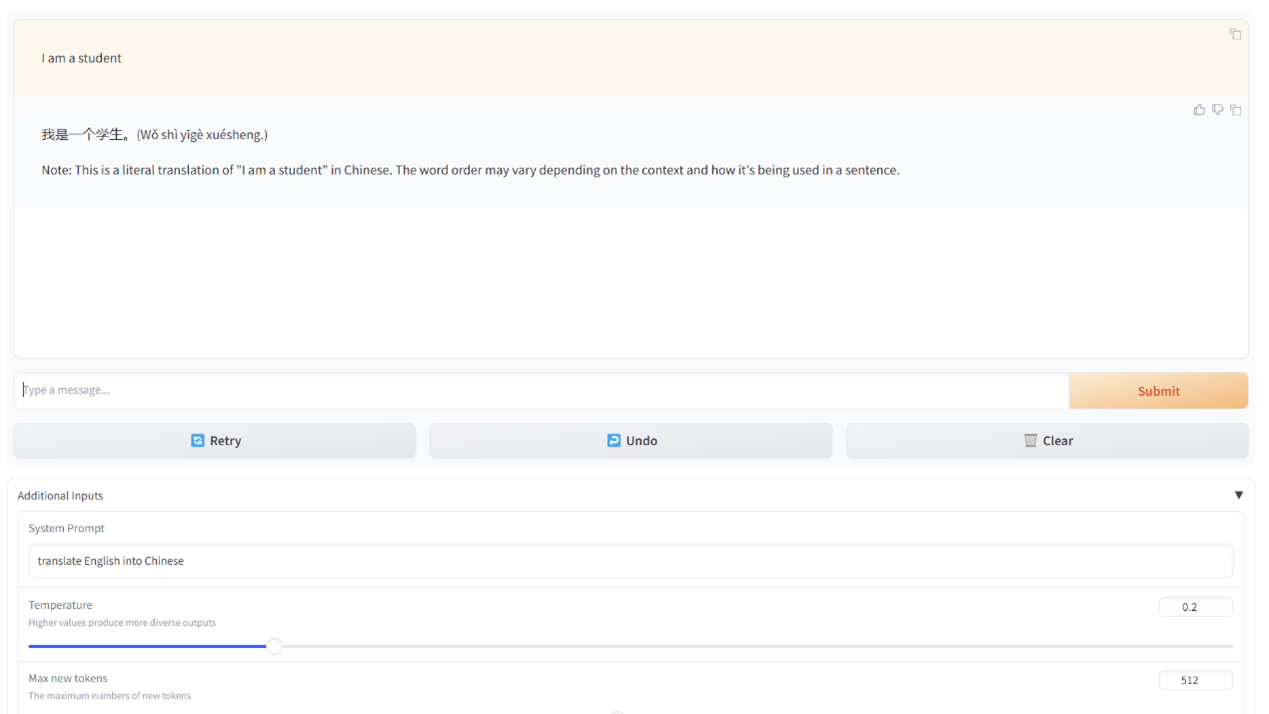 I am a student
我是一个学生。(Wǒ shì yīgè xuésheng.)
Note: This is a literal translation of "I am a student" in Chinese. The word order may vary depending on the context and how it's being used in a sentence.
Type a message...
Submit
Retry
Undo
Clear
Additional Inputs
System Prompt
translate English into Chinese
Temperature
0.2
Higher values produce more diverse outputs
Max new tokens
512
The maximum numbers of new tokens